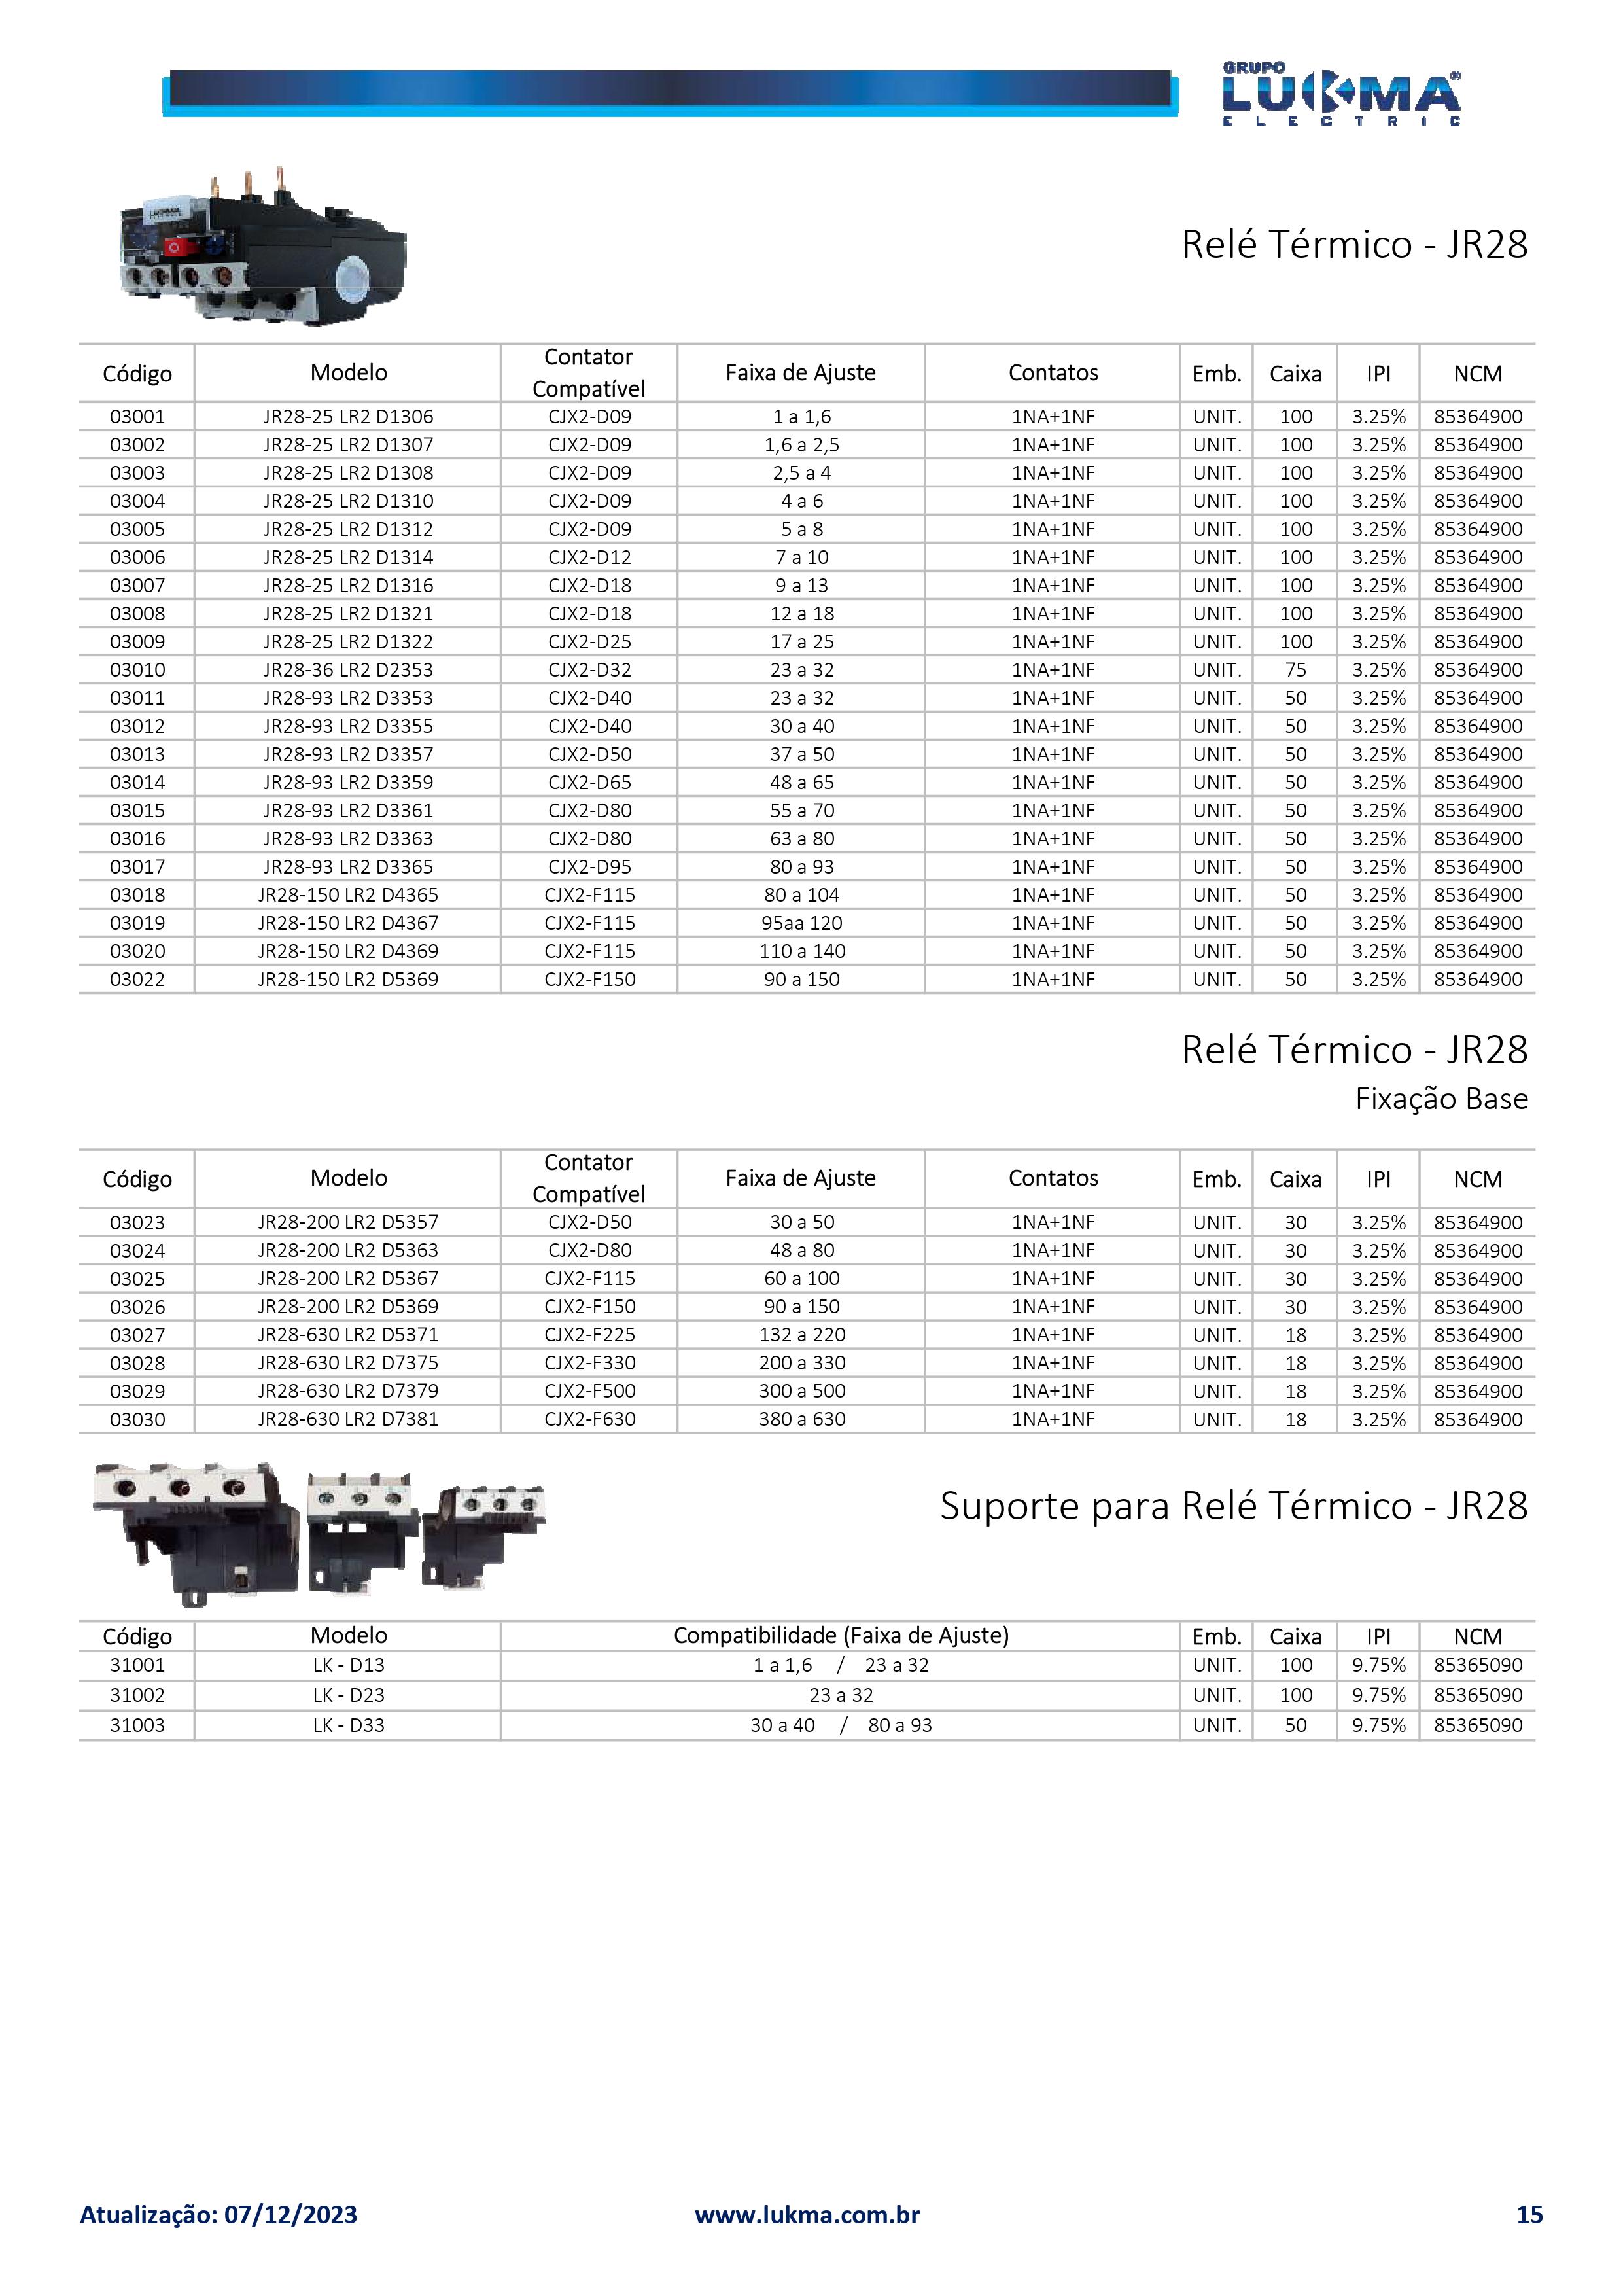 GRUPO
LUKMA®
ELECTRIC
LUKMA
Relé Térmico - JR28
Código Modelo Contator Compatível Faixa de Ajuste Contatos Emb. Caixa IPI NCM
03001 JR28-25 LR2 D1306 CJX2-D09 1 a 1,6 1NA+1NF UNIT. 100 3.25% 85364900
03002 JR28-25 LR2 D1307 CJX2-D09 1,6 a 2,5 1NA+1NF UNIT. 100 3.25% 85364900
03003 JR28-25 LR2 D1308 CJX2-D09 2,5 a 4 1NA+1NF UNIT. 100 3.25% 85364900
03004 JR28-25 LR2 D1310 CJX2-D09 4 a 6 1NA+1NF UNIT. 100 3.25% 85364900
03005 JR28-25 LR2 D1312 CJX2-D09 5 a 8 1NA+1NF UNIT. 100 3.25% 85364900
03006 JR28-25 LR2 D1314 CJX2-D12 7 a 10 1NA+1NF UNIT. 100 3.25% 85364900
03007 JR28-25 LR2 D1316 CJX2-D18 9 a 13 1NA+1NF UNIT. 100 3.25% 85364900
03008 JR28-25 LR2 D1321 CJX2-D18 12 a 18 1NA+1NF UNIT. 100 3.25% 85364900
03009 JR28-25 LR2 D1322 CJX2-D25 17 a 25 1NA+1NF UNIT. 100 3.25% 85364900
03010 JR28-36 LR2 D2353 CJX2-D32 23 a 32 1NA+1NF UNIT. 75 3.25% 85364900
03011 JR28-93 LR2 D3353 CJX2-D40 23 a 32 1NA+1NF UNIT. 50 3.25% 85364900
03012 JR28-93 LR2 D3355 CJX2-D40 30 a 40 1NA+1NF UNIT. 50 3.25% 85364900
03013 JR28-93 LR2 D3357 CJX2-D50 37 a 50 1NA+1NF UNIT. 50 3.25% 85364900
03014 JR28-93 LR2 D3359 CJX2-D65 48 a 65 1NA+1NF UNIT. 50 3.25% 85364900
03015 JR28-93 LR2 D3361 CJX2-D80 55 a 70 1NA+1NF UNIT. 50 3.25% 85364900
03016 JR28-93 LR2 D3363 CJX2-D80 63 a 80 1NA+1NF UNIT. 50 3.25% 85364900
03017 JR28-93 LR2 D3365 CJX2-D95 80 a 93 1NA+1NF UNIT. 50 3.25% 85364900
03018 JR28-150 LR2 D4365 CJX2-F115 80 a 104 1NA+1NF UNIT. 50 3.25% 85364900
03019 JR28-150 LR2 D4367 CJX2-F115 95aa 120 1NA+1NF UNIT. 50 3.25% 85364900
03020 JR28-150 LR2 D4369 CJX2-F115 110 a 140 1NA+1NF UNIT. 50 3.25% 85364900
03022 JR28-150 LR2 D5369 CJX2-F150 90 a 150 1NA+1NF UNIT. 50 3.25% 85364900
Relé Térmico - JR28
Fixação Base
Código Modelo Contator Compatível Faixa de Ajuste Contatos Emb. Caixa IPI NCM
03023 JR28-200 LR2 D5357 CJX2-D50 30 a 50 1NA+1NF UNIT. 30 3.25% 85364900
03024 JR28-200 LR2 D5363 CJX2-D80 48 a 80 1NA+1NF UNIT. 30 3.25% 85364900
03025 JR28-200 LR2 D5367 CJX2-F115 60 a 100 1NA+1NF UNIT. 30 3.25% 85364900
03026 JR28-200 LR2 D5369 CJX2-F150 90 a 150 1NA+1NF UNIT. 30 3.25% 85364900
03027 JR28-630 LR2 D5371 CJX2-F225 132 a 220 1NA+1NF UNIT. 18 3.25% 85364900
03028 JR28-630 LR2 D7375 CJX2-F330 200 a 330 1NA+1NF UNIT. 18 3.25% 85364900
03029 JR28-630 LR2 D7379 CJX2-F500 300 a 500 1NA+1NF UNIT. 18 3.25% 85364900
03030 JR28-630 LR2 D7381 CJX2-F630 380 a 630 1NA+1NF UNIT. 18 3.25% 85364900
Suporte para Relé Térmico - JR28
Código Modelo Compatibilidade (Faixa de Ajuste) Emb. Caixa IPI NCM
31001 LK - D13 1 a 1,6 / 23 a 32 UNIT. 100 9.75% 85365090
31002 LK - D23 23 a 32 UNIT. 100 9.75% 85365090
31003 LK - D33 30 a 40 / 80 a 93 UNIT. 50 9.75% 85365090
Atualização: 07/12/2023 www.lukma.com.br 15